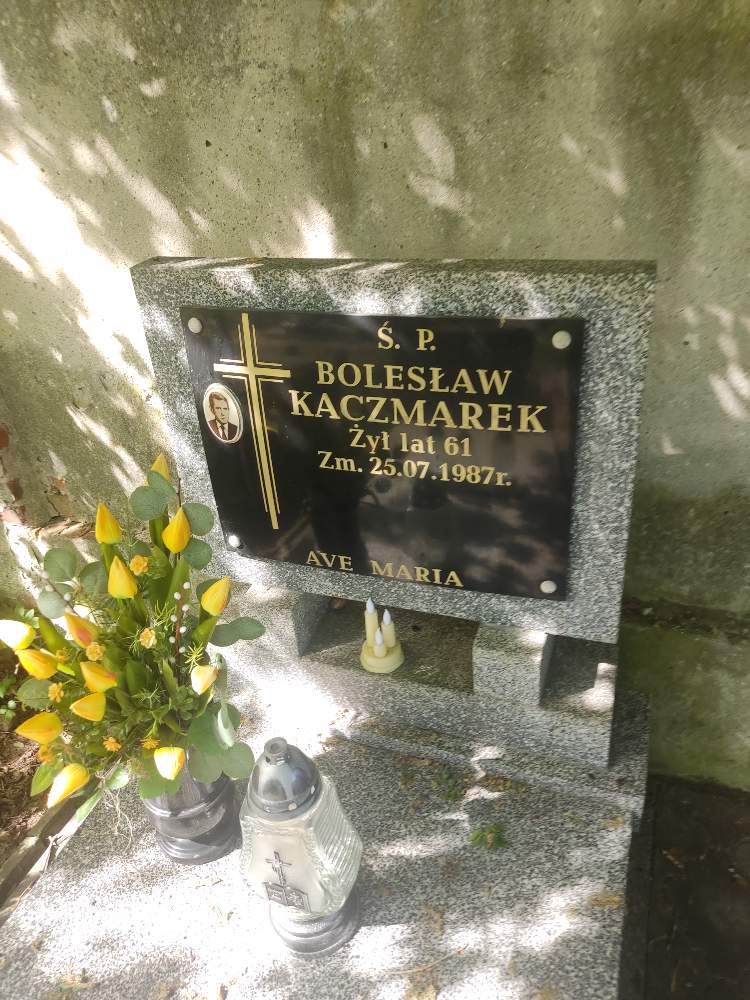 Ś. P.
BOLESŁAW
KACZMAREK
Żył lat 61
Zm. 25.07.1987r.
AVE MARIA